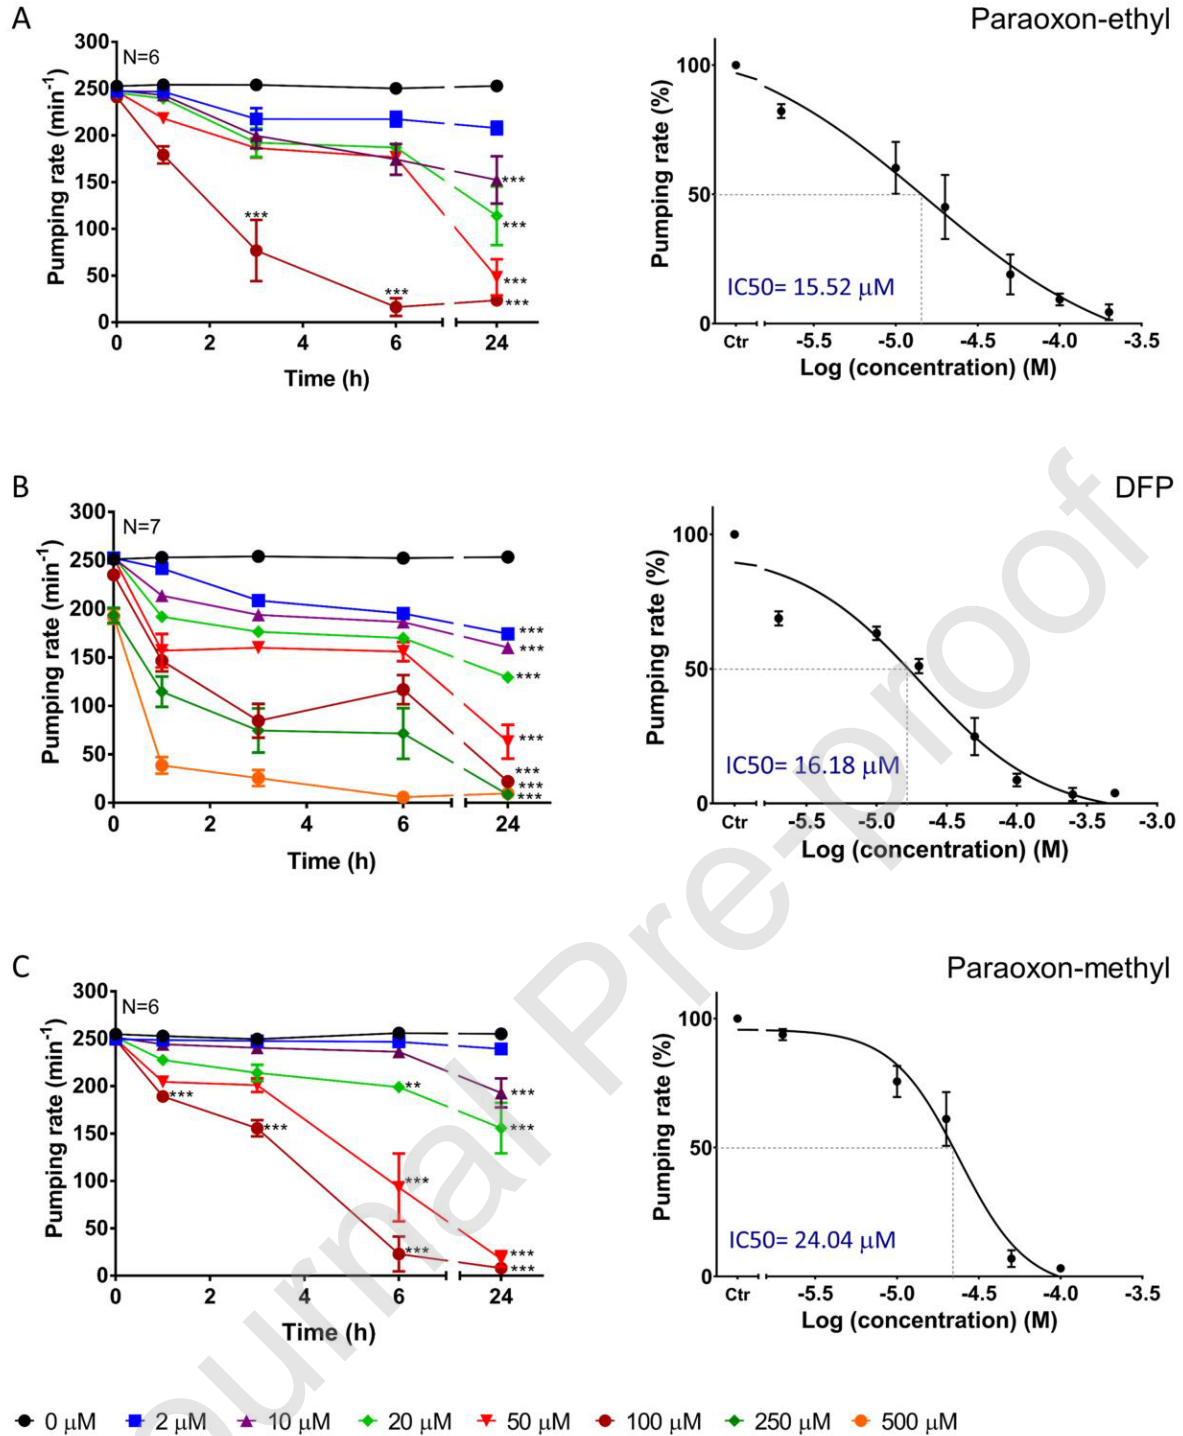 A
Paraoxon-ethyl
N=6
Pumping rate (min⁻¹)
300
250
200
150
100
50
0
*** *** *** *** *** ***
0 2 4 6 24
Time (h)
Pumping rate (%)
100
50
0
IC50= 15.52 µM
Ctr -5.5 -5.0 -4.5 -4.0 -3.5
Log (concentration) (M)
B
DFP
N=7
Pumping rate (min⁻¹)
300
250
200
150
100
50
0
***
***
***
***
***
***
***
0 2 4 6 24
Time (h)
Pumping rate (%)
100
50
0
IC50= 16.18 µM
Ctr -5.5 -5.0 -4.5 -4.0 -3.5 -3.0
Log (concentration) (M)
C
Paraoxon-methyl
N=6
Pumping rate (min⁻¹)
300
250
200
150
100
50
0
*** *** ** *** *** *** *** *** ***
0 2 4 6 24
Time (h)
Pumping rate (%)
100
50
0
IC50= 24.04 µM
Ctr -5.5 -5.0 -4.5 -4.0 -3.5
Log (concentration) (M)
0 µM 2 µM 10 µM 20 µM 50 µM 100 µM 250 µM 500 µM
Journal Pre-proof